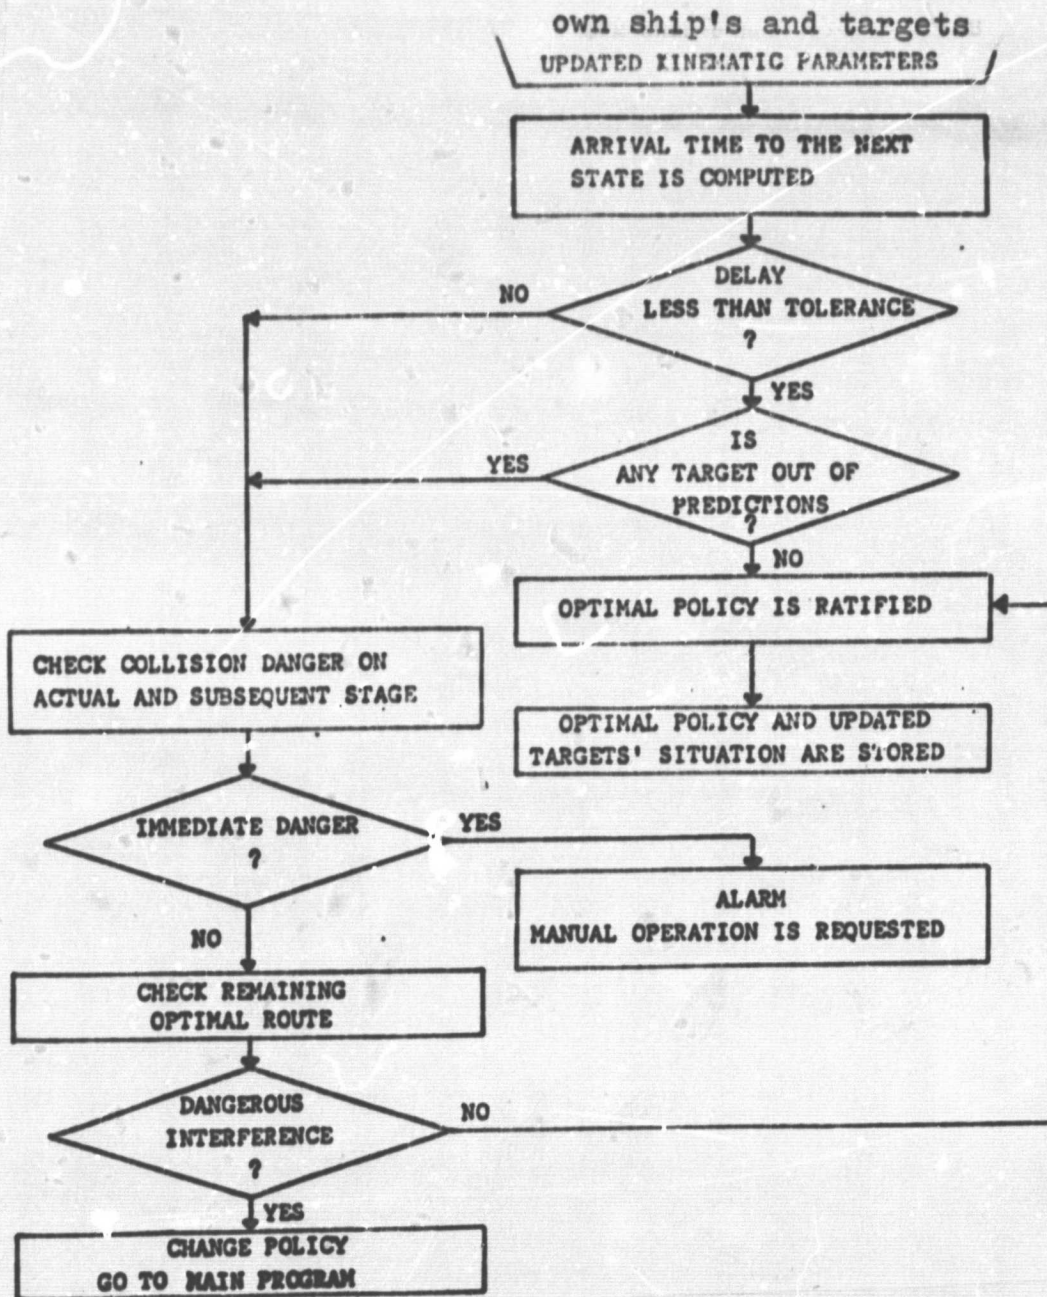 own ship's and targets
UPDATED KINEMATIC PARAMETERS
ARRIVAL TIME TO THE NEXT
STATE IS COMPUTED
DELAY
LESS THAN TOLERANCE
?
NO
YES
IS
ANY TARGET OUT OF
PREDICTIONS
?
YES
NO
OPTIMAL POLICY IS RATIFIED
OPTIMAL POLICY AND UPDATED
TARGETS' SITUATION ARE STORED
CHECK COLLISION DANGER ON
ACTUAL AND SUBSEQUENT STAGE
IMMEDIATE DANGER
?
YES
ALARM
MANUAL OPERATION IS REQUESTED
NO
CHECK REMAINING
OPTIMAL ROUTE
DANGEROUS
INTERFERENCE
?
NO
YES
CHANGE POLICY
GO TO MAIN PROGRAM